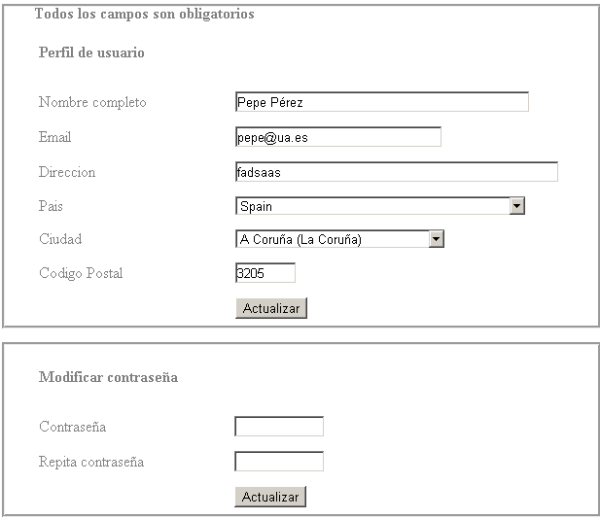 Todos los campos son obligatorios
Perfil de usuario
Nombre completo Pepe Pérez
Email pepe@ua.es
Direccion fadsaas
Pais Spain
Ciudad A Coruña (La Coruña)
Codigo Postal 3205
Actualizar
Modificar contraseña
Contraseña
Repita contraseña
Actualizar